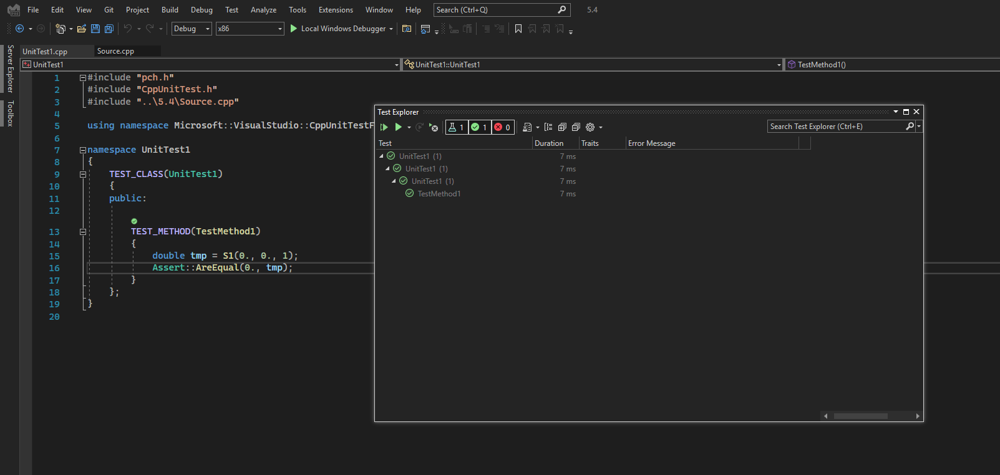 File Edit View Git Project Build Debug Test Analyze Tools Extensions Window Help Search (Ctrl+Q) 5.4
Debug x86 Local Windows Debugger
Server Explorer
Toolbox
UnitTest1.cpp Source.cpp
UnitTest1 UnitTest1::UnitTest1 TestMethod1()
1 #include "pch.h"
2 #include "CppUnitTest.h"
3 #include "..\5.4\Source.cpp"
4
5 using namespace Microsoft::VisualStudio::CppUnitTestF
6
7 namespace UnitTest1
8 {
9 TEST_CLASS(UnitTest1)
10 {
11 public:
12
13 TEST_METHOD(TestMethod1)
14 {
15 double tmp = S1(0., 0., 1);
16 Assert::AreEqual(0., tmp);
17 }
18 };
19 }
20
Test Explorer
1 1 0 Search Test Explorer (Ctrl+E)
Test Duration Traits Error Message
UnitTest1 (1) 7 ms
UnitTest1 (1) 7 ms
UnitTest1 (1) 7 ms
TestMethod1 7 ms